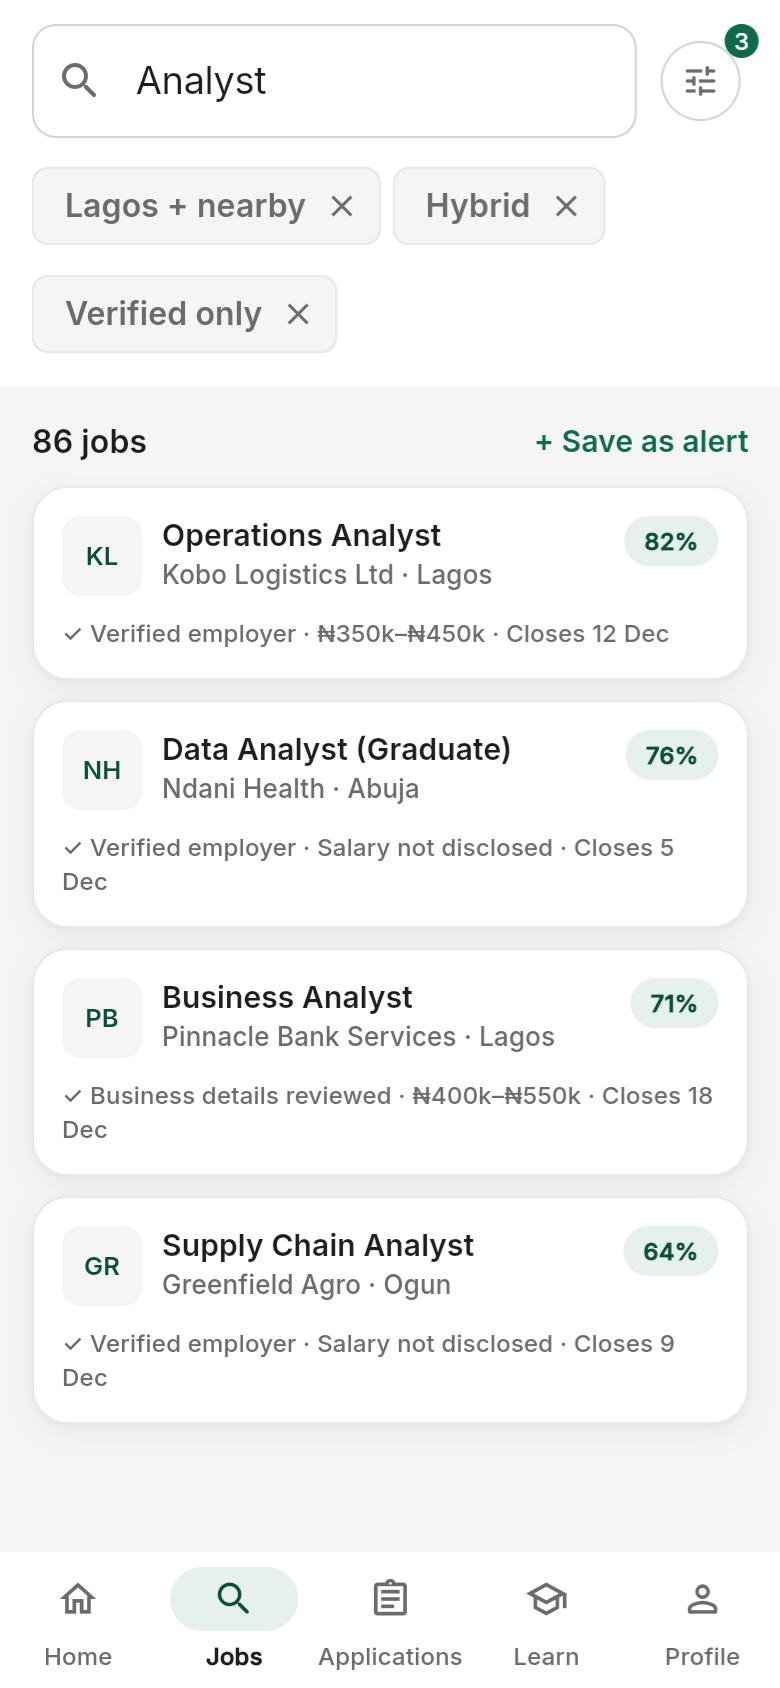 Analyst
3
Lagos + nearby
Hybrid
Verified only
86 jobs
+ Save as alert
KL
Operations Analyst
82%
Kobo Logistics Ltd · Lagos
✓ Verified employer · ₦350k–₦450k · Closes 12 Dec
NH
Data Analyst (Graduate)
76%
Ndani Health · Abuja
✓ Verified employer · Salary not disclosed · Closes 5
Dec
PB
Business Analyst
71%
Pinnacle Bank Services · Lagos
✓ Business details reviewed · ₦400k–₦550k · Closes 18
Dec
GR
Supply Chain Analyst
64%
Greenfield Agro · Ogun
✓ Verified employer · Salary not disclosed · Closes 9
Dec
Home
Jobs
Applications
Learn
Profile